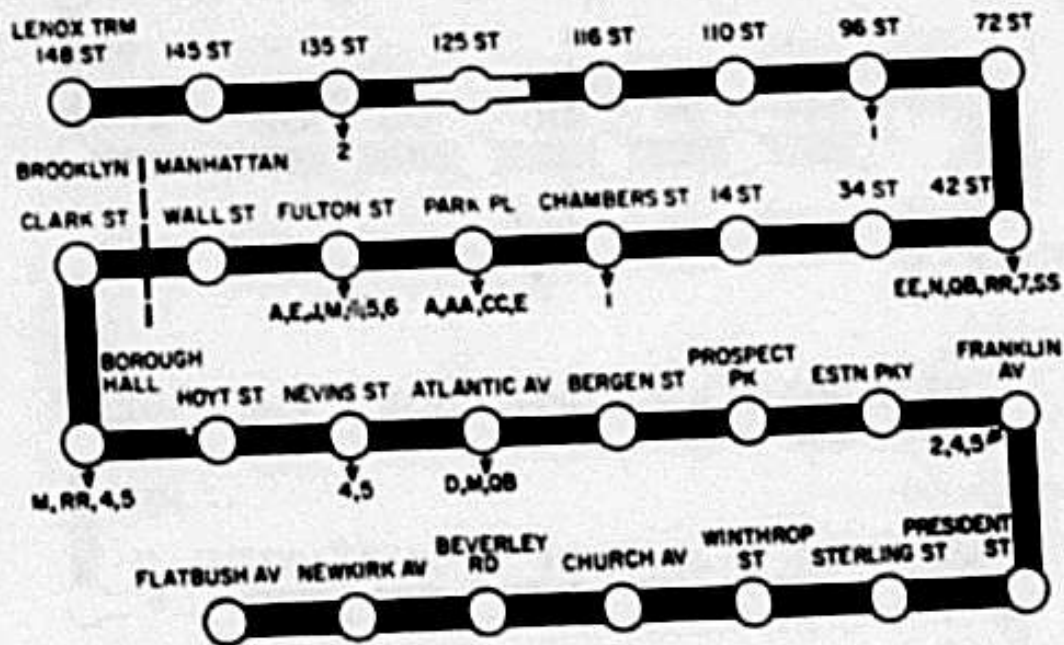 LENOX TRM
148 ST 145 ST 135 ST 125 ST 116 ST 110 ST 96 ST 72 ST
2 1
BROOKLYN MANHATTAN
CLARK ST WALL ST FULTON ST PARK PL CHAMBERS ST 14 ST 34 ST 42 ST
A,E,J,M,4,5,6 A,AA,CC,E 1 EE,N,QB,RR,7,SS
BOROUGH
HALL HOYT ST NEVINS ST ATLANTIC AV BERGEN ST PROSPECT
PK ESTN PKY FRANKLIN
AV
M,RR,4,5 4,5 D,M,QB 2,4,5
FLATBUSH AV NEWKIRK AV BEVERLEY
RD CHURCH AV WINTHROP
ST STERLING ST PRESIDENT
ST